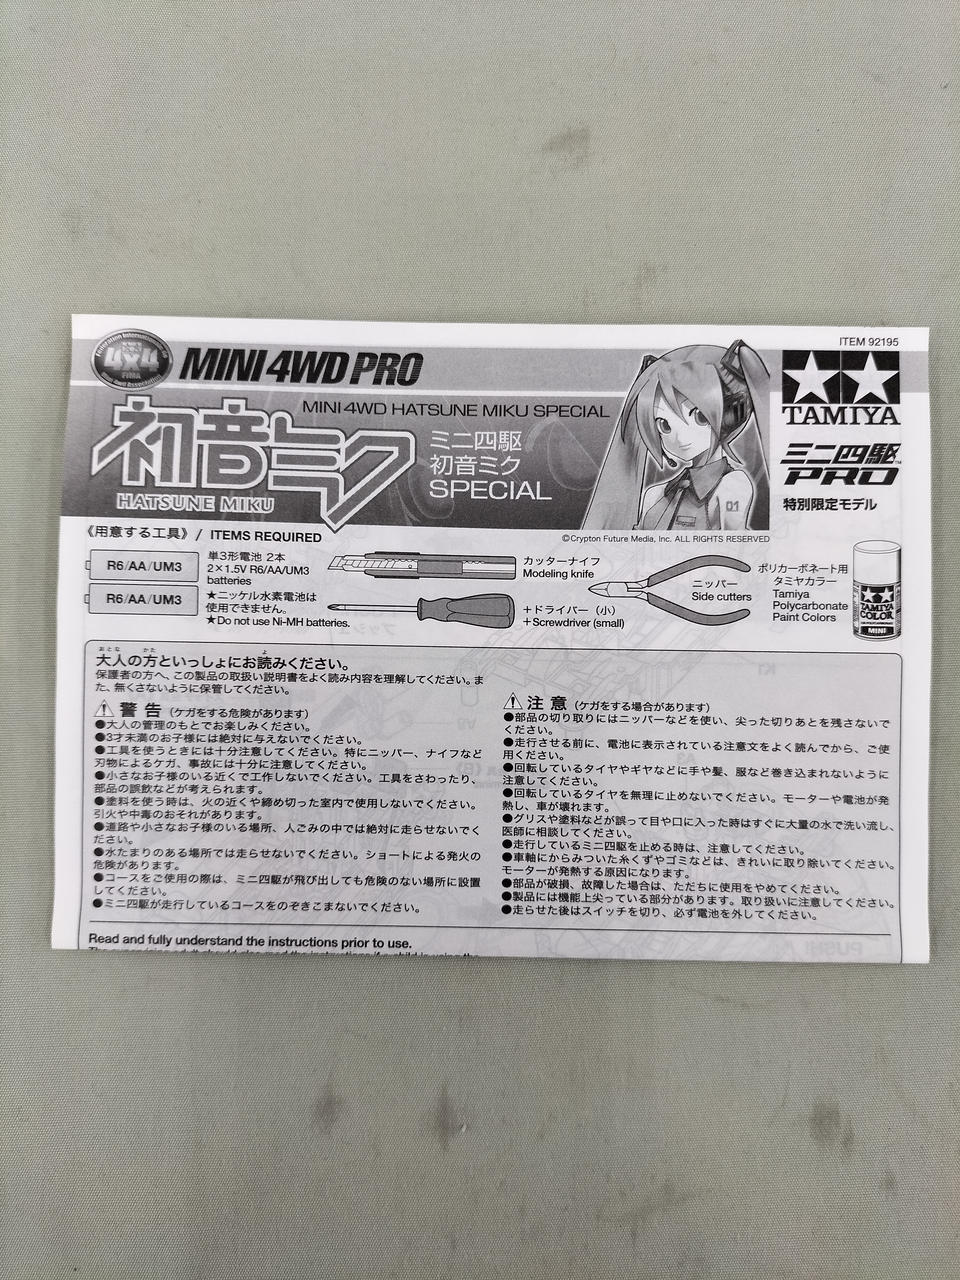 ITEM 92195
MINI 4WD PRO
MINI 4WD HATSUNE MIKU SPECIAL
初音ミク
HATSUNE MIKU
ミニ四駆
初音ミク
SPECIAL
01
TAMIYA
ミニ四駆
PRO
特別限定モデル
©Crypton Future Media, Inc. ALL RIGHTS RESERVED
《用意する工具》 / ITEMS REQUIRED
R6/AA/UM3
R6/AA/UM3
単3形電池 2本
2×1.5V R6/AA/UM3
batteries
★ニッケル水素電池は
使用できません。
★Do not use Ni-MH batteries.
カッターナイフ
Modeling knife
+ドライバー（小）
+Screwdriver (small)
ニッパー
Side cutters
ポリカーボネート用
タミヤカラー
Tamiya
Polycarbonate
Paint Colors
TAMIYA
COLOR
MINI
おとな かた よ
大人の方といっしょにお読みください。
保護者の方へ、この製品の取扱い説明書をよく読み内容を理解してください。ま
た、無くさないように保管してください。
警告 (ケガをする危険があります)
●大人の管理のもとでお楽しみください。
●3才未満のお子様には絶対に与えないでください。
●工具を使うときには十分注意してください。特にニッパー、ナイフなど
刃物によるケガ、事故には十分に注意してください。
●小さなお子様のいる近くで工作しないでください。工具をさわったり、
部品の誤飲などが考えられます。
●塗料を使う時は、火の近くや締め切った室内で使用しないでください。
引火や中毒のおそれがあります。
●道路や小さなお子様のいる場所、人ごみの中では絶対に走らせないでく
ださい。
●水たまりのある場所では走らせないでください。ショートによる発火の
危険があります。
●コースをご使用の際は、ミニ四駆が飛び出しても危険のない場所に設置
してください。
●ミニ四駆が走行しているコースをのぞきこまないでください。
注意 (ケガをする場合があります)
●部品の切り取りにはニッパーなどを使い、尖った切りあとを残さないで
ください。
●走行させる前に、電池に表示されている注意文をよく読んでから、ご使
用ください。
●回転しているタイヤやギヤなどに手や髪、服など巻き込まれないように
注意してください。
●回転しているタイヤを無理に止めないでください。モーターや電池が発
熱し、車が壊れます。
●グリスや塗料などが誤って目や口に入った時はすぐに大量の水で洗い流し、
医師に相談してください。
●走行しているミニ四駆を止める時は、注意してください。
●車軸にからみついた糸くずやゴミなどは、きれいに取り除いてください。
モーターが発熱する原因になります。
●部品が破損、故障した場合は、ただちに使用をやめてください。
●製品には機能上尖っている部分があります。取り扱いに注意してください。
●走らせた後はスイッチを切り、必ず電池を外してください。
Read and fully understand the instructions prior to use.